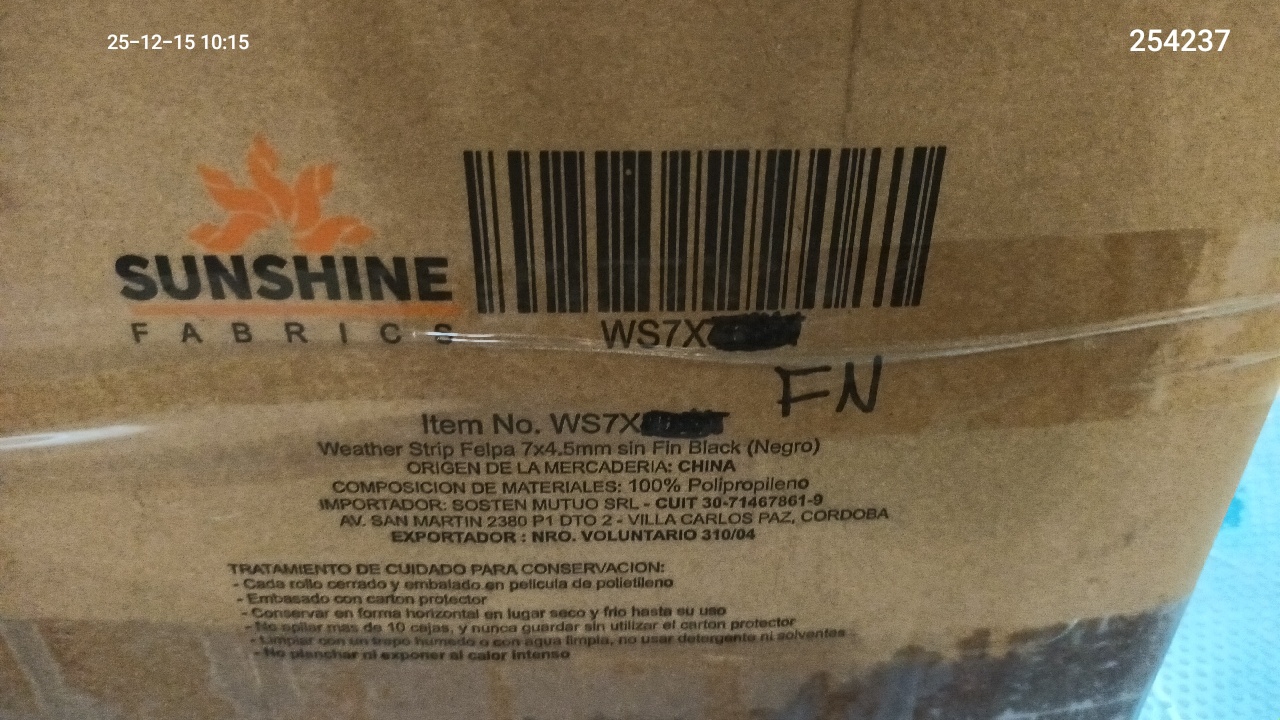 25-12-15 10:15
254237
SUNSHINE
FABRICS
WS7X
FN
Item No. WS7X
Weather Strip Felpa 7x4.5mm sin Fin Black (Negro)
ORIGEN DE LA MERCADERIA: CHINA
COMPOSICION DE MATERIALES: 100% Polipropileno
IMPORTADOR: SOSTEN MUTUO SRL - CUIT 30-71467861-9
AV. SAN MARTIN 2380 P1 DTO 2 - VILLA CARLOS PAZ, CORDOBA
EXPORTADOR : NRO. VOLUNTARIO 310/04
TRATAMIENTO DE CUIDADO PARA CONSERVACION:
- Cada rollo cerrado y embalado en pelicula de polietileno
- Embasado con carton protector
- Conservar en forma horizontal en lugar seco y frio hasta su uso
- No apilar mas de 10 cajas, y nunca guardar sin utilizar el carton protector
- Limpiar con un trapo humedo o con agua limpia, no usar detergente ni solventes
- No planchar ni exponer al calor intenso